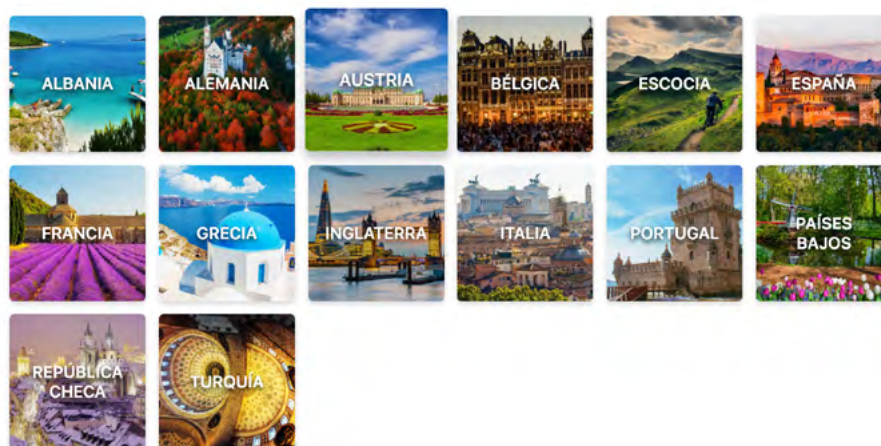 ALBANIA
ALEMANIA
AUSTRIA
BÉLGICA
ESCOCIA
ESPAÑA
FRANCIA
GRECIA
INGLATERRA
ITALIA
PORTUGAL
PAÍSES
BAJOS
REPÚBLICA
CHECA
TURQUÍA